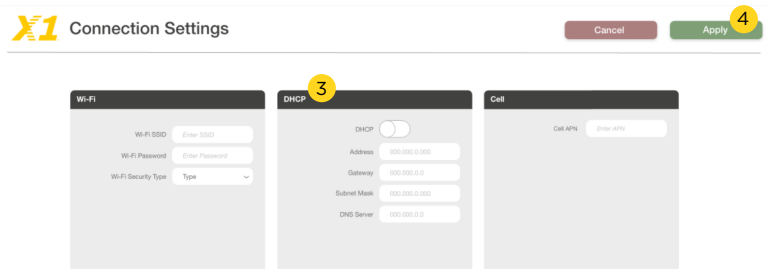 X1 Connection Settings
Cancel
Apply
4
3
Wi-Fi
Wi-Fi SSID Enter SSID
Wi-Fi Password Enter Password
Wi-Fi Security Type Type
DHCP
DHCP
Address 000.000.0.000
Gateway 000.000.0.0
Subnet Mask 000.000.0.000
DNS Server 000.000.0.0
Cell
Cell APN Enter APN